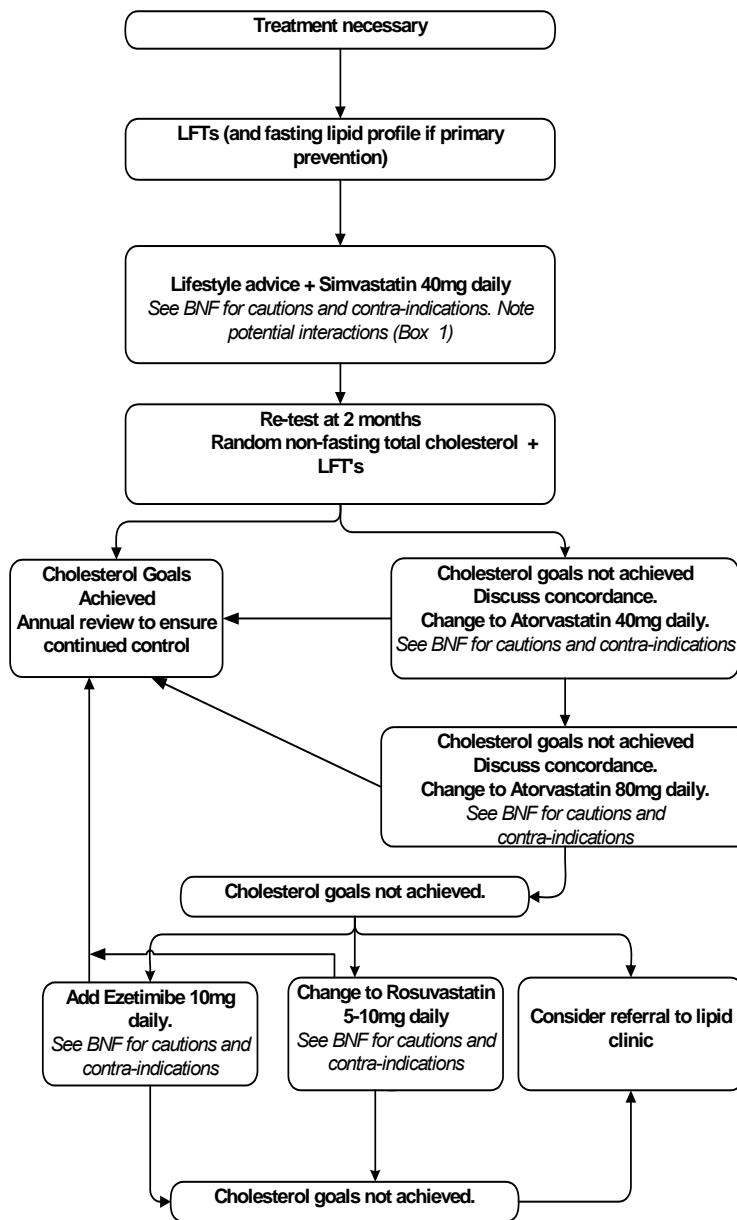 Treatment necessary
LFTs (and fasting lipid profile if primary
prevention)
Lifestyle advice + Simvastatin 40mg daily
See BNF for cautions and contra-indications. Note
potential interactions (Box 1)
Re-test at 2 months
Random non-fasting total cholesterol +
LFT's
Cholesterol Goals
Achieved
Annual review to ensure
continued control
Cholesterol goals not achieved
Discuss concordance.
Change to Atorvastatin 40mg daily.
See BNF for cautions and contra-indications
Cholesterol goals not achieved
Discuss concordance.
Change to Atorvastatin 80mg daily.
See BNF for cautions and
contra-indications
Cholesterol goals not achieved.
Add Ezetimibe 10mg
daily.
See BNF for cautions and
contra-indications
Change to Rosuvastatin
5-10mg daily
See BNF for cautions and
contra-indications
Consider referral to lipid
clinic
Cholesterol goals not achieved.